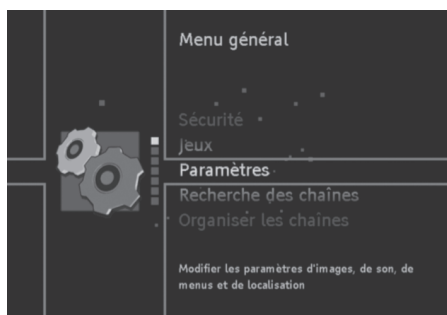 Menu général
Sécurité
Jeux
Paramètres
Recherche des chaînes
Organiser les chaînes
Modifier les paramètres d'images, de son, de
menus et de localisation